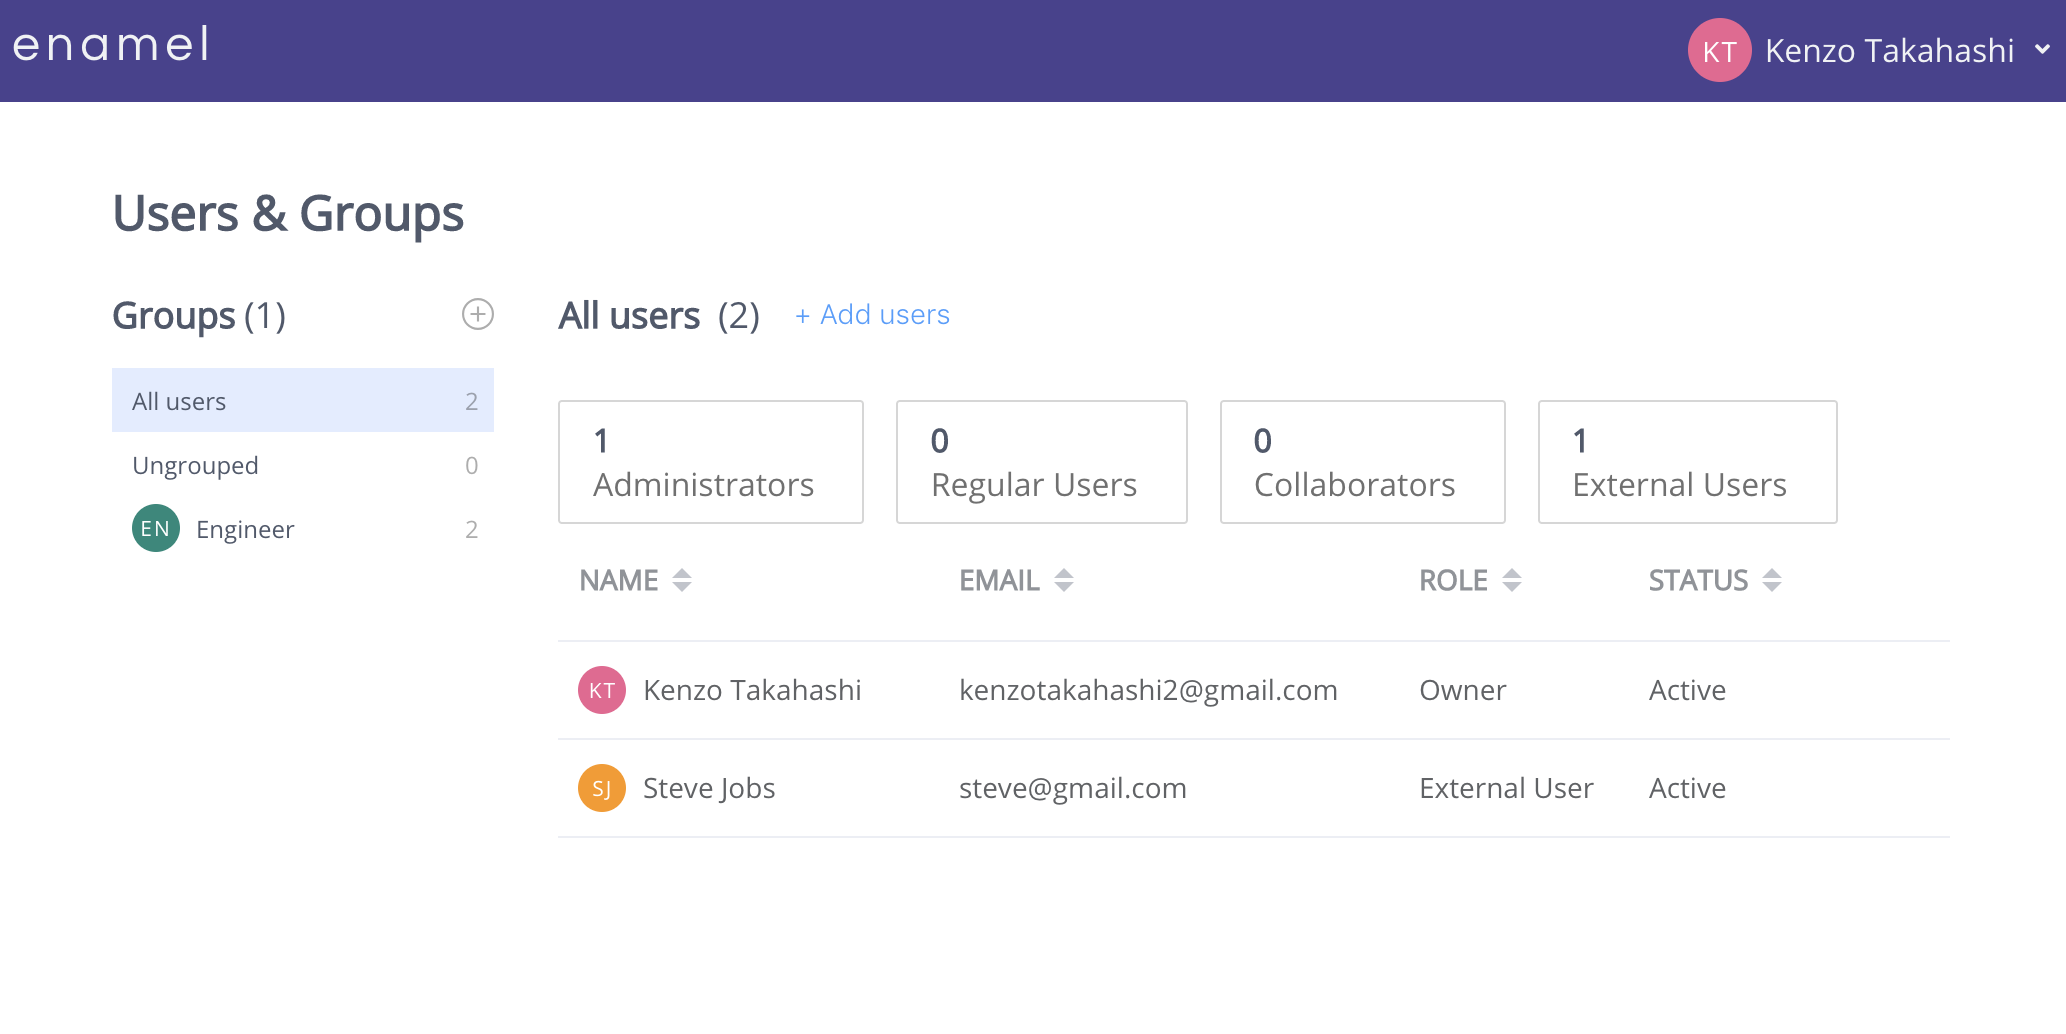 enamel
KT Kenzo Takahashi
Users & Groups
Groups (1)
All users 2
Ungrouped 0
EN Engineer 2
All users (2) + Add users
1
Administrators
0
Regular Users
0
Collaborators
1
External Users
NAME EMAIL ROLE STATUS
KT Kenzo Takahashi kenzotakahashi2@gmail.com Owner Active
SJ Steve Jobs steve@gmail.com External User Active